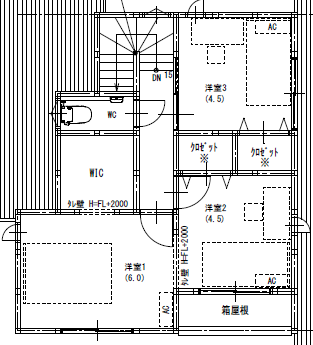 AC
洋室3
(4.5)
DN 15
WC
クロゼット
※
クロゼット
※
WIC
タレ壁 H=FL+2000
洋室2
(4.5)
タレ壁 H=FL+2000
洋室1
(6.0)
AC
AC
箱屋根